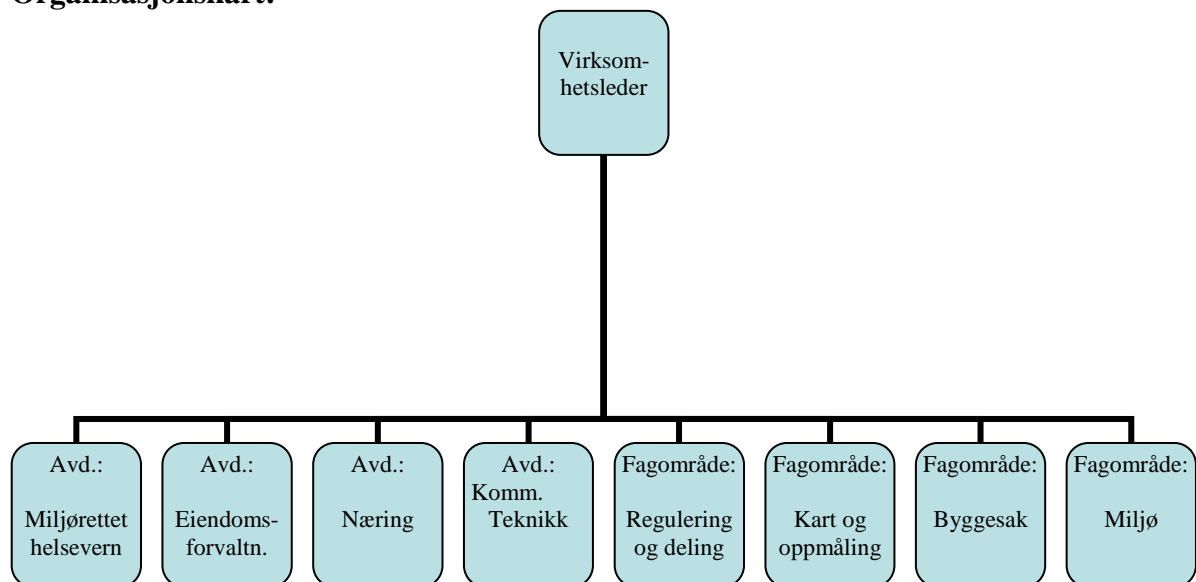 Organisasjonskart:
Virksom-
hetsleder
Avd.:
Miljørettet
helsevern
Avd.:
Eiendoms-
forvaltn.
Avd.:
Næring
Avd.:
Komm.
Teknikk
Fagområde:
Regulering
og deling
Fagområde:
Kart og
oppmåling
Fagområde:
Byggesak
Fagområde:
Miljø